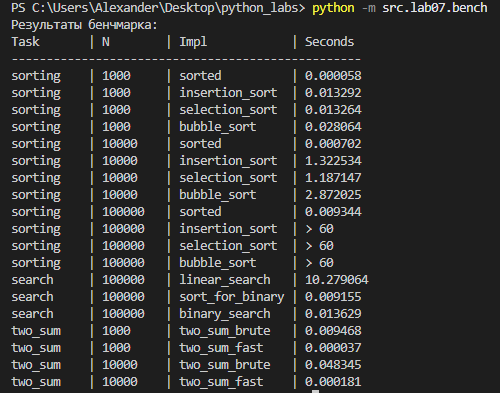 PS C:\Users\Alexander\Desktop\python_labs> python -m src.lab07.bench
Результаты бенчмарка:
Task | N | Impl | Seconds
--------------------------------------------------
sorting | 1000 | sorted | 0.000058
sorting | 1000 | insertion_sort | 0.013292
sorting | 1000 | selection_sort | 0.013264
sorting | 1000 | bubble_sort | 0.028064
sorting | 10000 | sorted | 0.000702
sorting | 10000 | insertion_sort | 1.322534
sorting | 10000 | selection_sort | 1.187147
sorting | 10000 | bubble_sort | 2.872025
sorting | 100000 | sorted | 0.009344
sorting | 100000 | insertion_sort | > 60
sorting | 100000 | selection_sort | > 60
sorting | 100000 | bubble_sort | > 60
search | 100000 | linear_search | 10.279064
search | 100000 | sort_for_binary | 0.009155
search | 100000 | binary_search | 0.013629
two_sum | 1000 | two_sum_brute | 0.009468
two_sum | 1000 | two_sum_fast | 0.000037
two_sum | 10000 | two_sum_brute | 0.048345
two_sum | 10000 | two_sum_fast | 0.000181